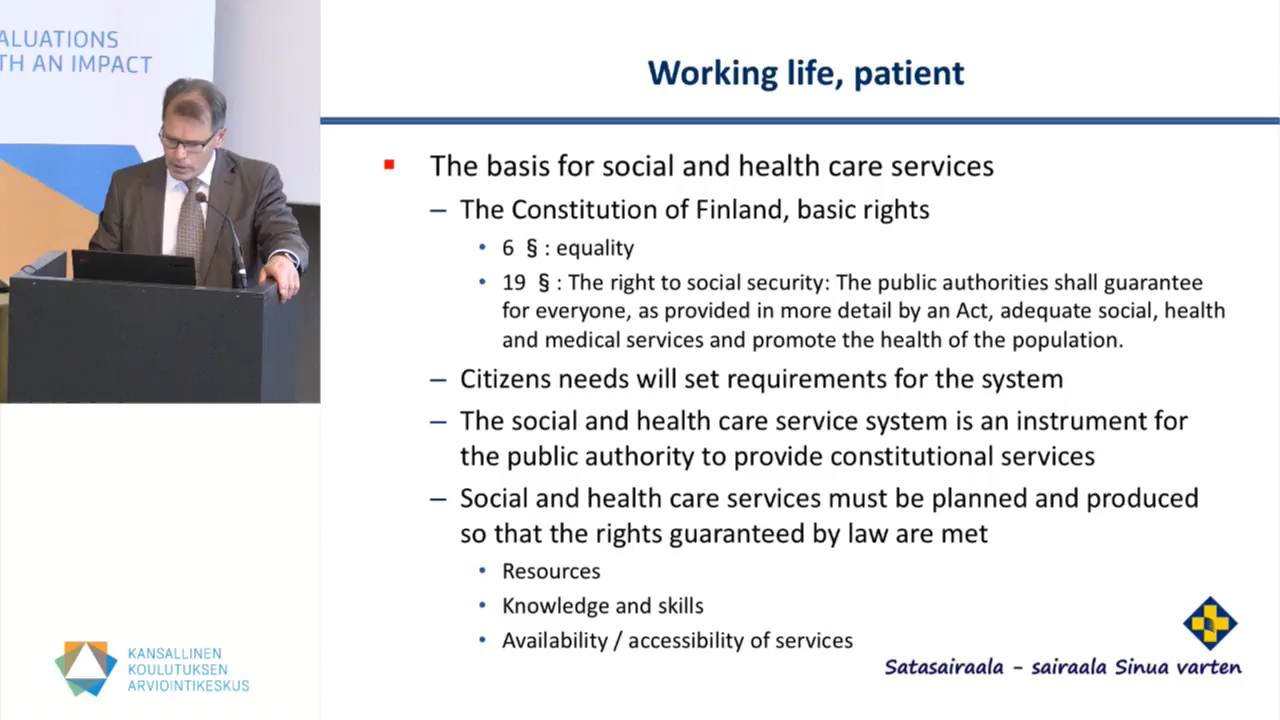 ALUATIONS
TH AN IMPACT
Working life, patient
▪ The basis for social and health care services
– The Constitution of Finland, basic rights
• 6 § : equality
• 19 § : The right to social security: The public authorities shall guarantee
for everyone, as provided in more detail by an Act, adequate social, health
and medical services and promote the health of the population.
– Citizens needs will set requirements for the system
– The social and health care service system is an instrument for
the public authority to provide constitutional services
– Social and health care services must be planned and produced
so that the rights guaranteed by law are met
• Resources
• Knowledge and skills
• Availability / accessibility of services
Satasairaala – sairaala Sinua varten
KANSALLINEN
KOULUTUKSEN
ARVIOINTIKESKUS